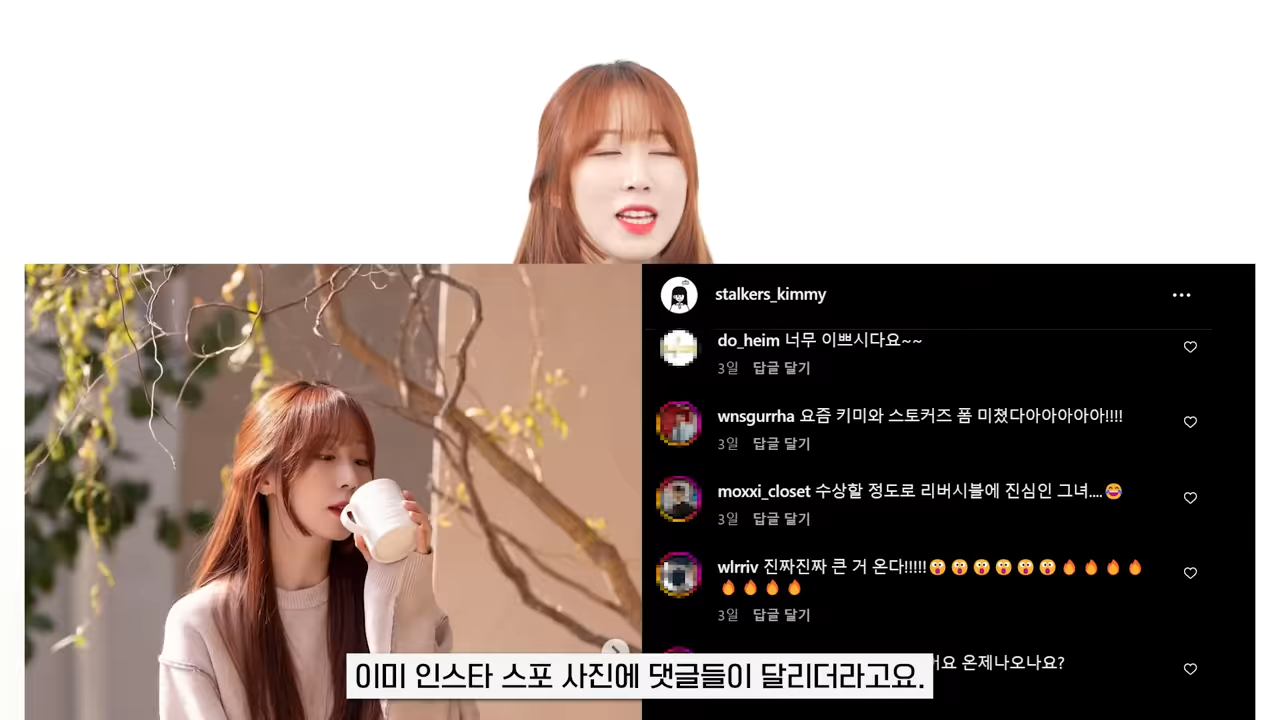 stalkers_kimmy
do_heim 너무 이쁘시다요~~
3일 답글 달기
wnsgurrha 요즘 키미와 스토커즈 폼 미쳤다아아아아아!!!!
3일 답글 달기
moxxi_closet 수상할 정도로 리버시블에 진심인 그녀....😂
3일 답글 달기
wlrriv 진짜진짜 큰 거 온다!!!!!😲😲😲😲😲😲🔥🔥🔥🔥
🔥🔥🔥🔥
3일 답글 달기
온제나오나요?
이미 인스타 스포 사진에 댓글들이 달리더라고요.